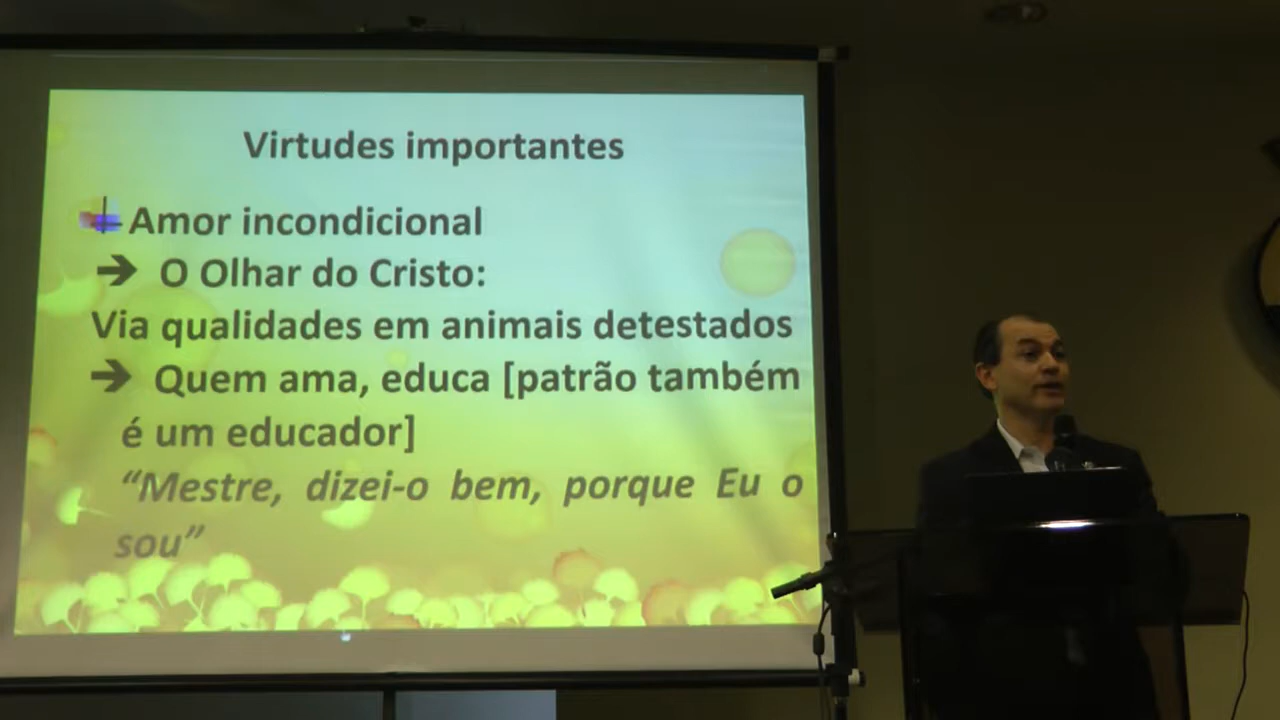 Virtudes importantes
Amor incondicional
➔ O Olhar do Cristo:
Via qualidades em animais detestados
➔ Quem ama, educa [patrão também
é um educador]
“Mestre, dizei-o bem, porque Eu o
sou”